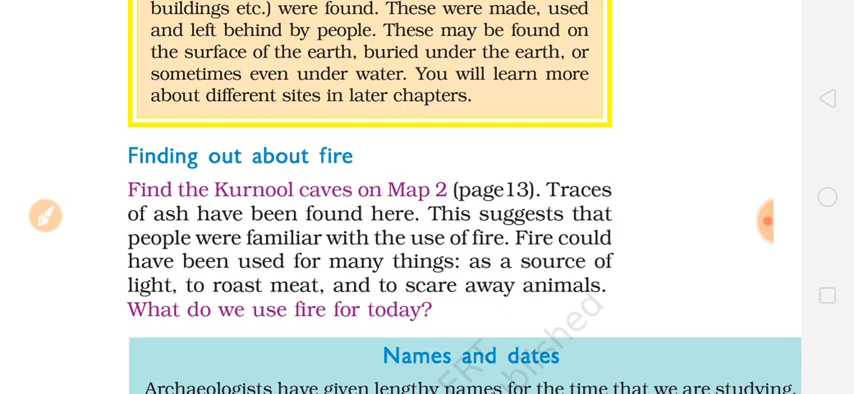 buildings etc.) were found. These were made, used
and left behind by people. These may be found on
the surface of the earth, buried under the earth, or
sometimes even under water. You will learn more
about different sites in later chapters.
Finding out about fire
Find the Kurnool caves on Map 2 (page13). Traces
of ash have been found here. This suggests that
people were familiar with the use of fire. Fire could
have been used for many things: as a source of
light, to roast meat, and to scare away animals.
What do we use fire for today?
Names and dates
Archaeologists have given lengthy names for the time that we are studying.